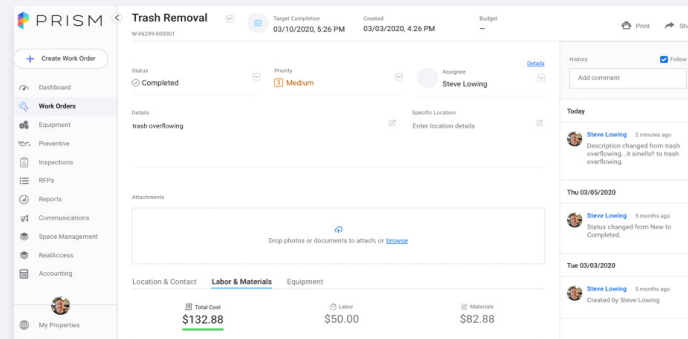 PRISM
Create Work Order
Dashboard
Work Orders
Equipment
Preventive
Inspections
RFPs
Reports
Communications
Space Management
RealAccess
Accounting
My Properties
Trash Removal
W-06299-000001
Target Completion
03/10/2020, 5:26 PM
Created
03/03/2020, 4:26 PM
Budget
—
Print
Details
Status
Completed
Priority
3 Medium
Assignee
Steve Lowing
Details
trash overflowing
Specific Location
Enter location details
Attachments
Drop photos or documents to attach, or browse
Location & Contact Labor & Materials Equipment
Total Cost
$132.88
Labor
$50.00
Materials
$82.88
History
Follow
Add comment
Today
Steve Lowing 2 minutes ago
Description changed from trash
overflowing...it smells!! to trash
overflowing.
Thu 03/05/2020
Steve Lowing 5 months ago
Status changed from New to
Completed.
Tue 03/03/2020
Steve Lowing 5 months ago
Created by Steve Lowing